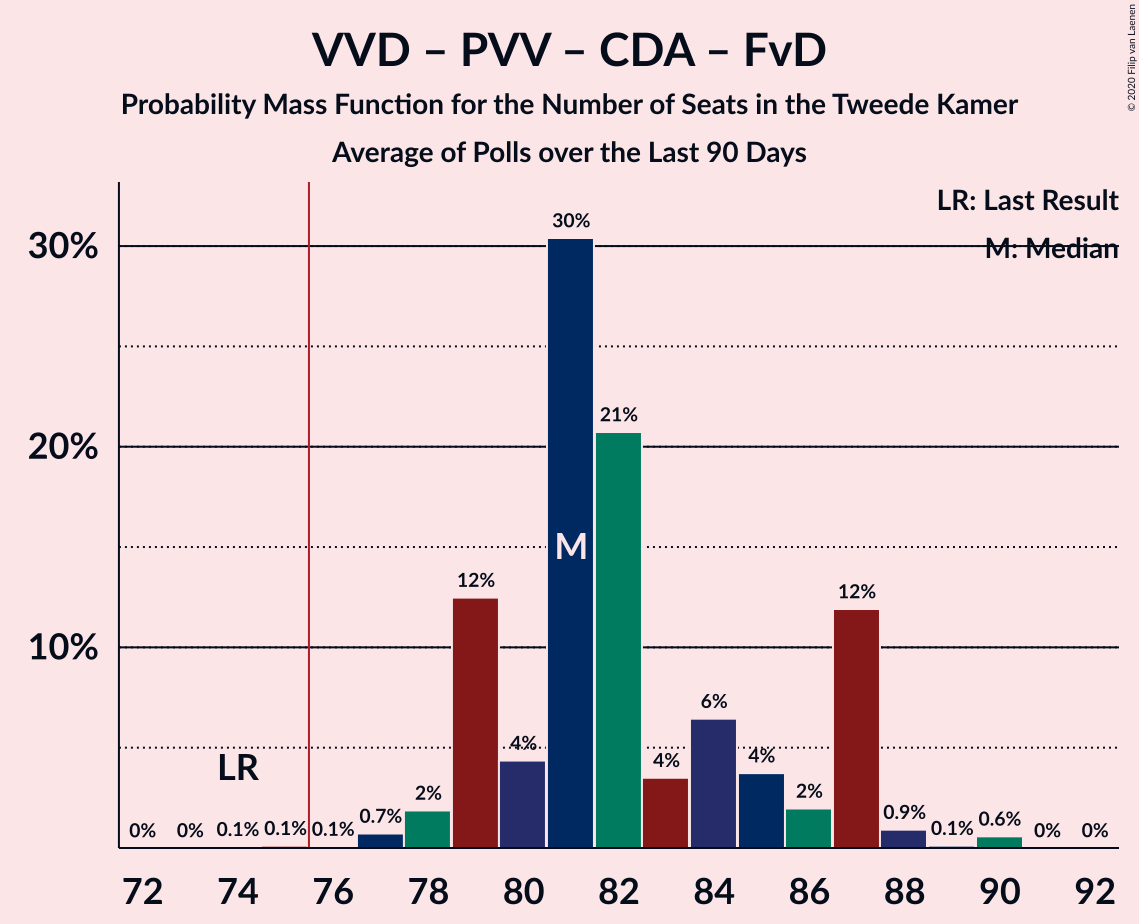 VVD – PVV – CDA – FvD
Probability Mass Function for the Number of Seats in the Tweede Kamer
Average of Polls over the Last 90 Days
© 2020 Filip van Laenen
LR: Last Result
M: Median
30%
20%
10%
30%
21%
M
12%
12%
6%
4%
4%
4%
LR
2%
2%
0% 0% 0.1% 0.1% 0.1% 0.7% 0.9% 0.1% 0.6% 0% 0%
72 74 76 78 80 82 84 86 88 90 92